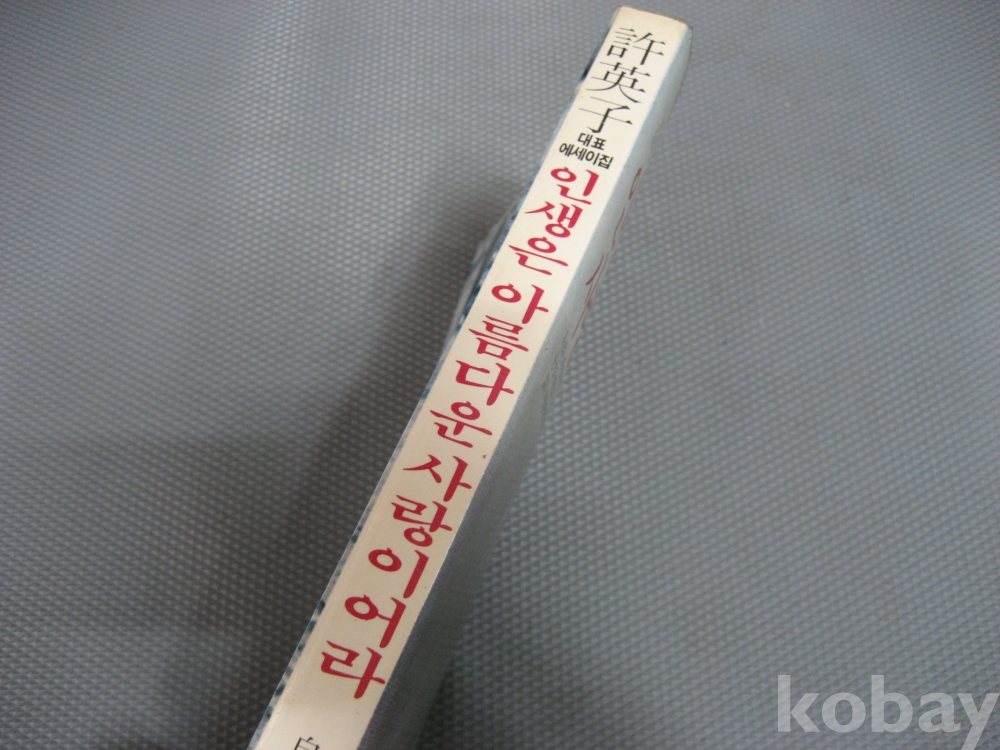 許英子
대표
에세이집
인생은 아름다운 사랑이어라
kobay